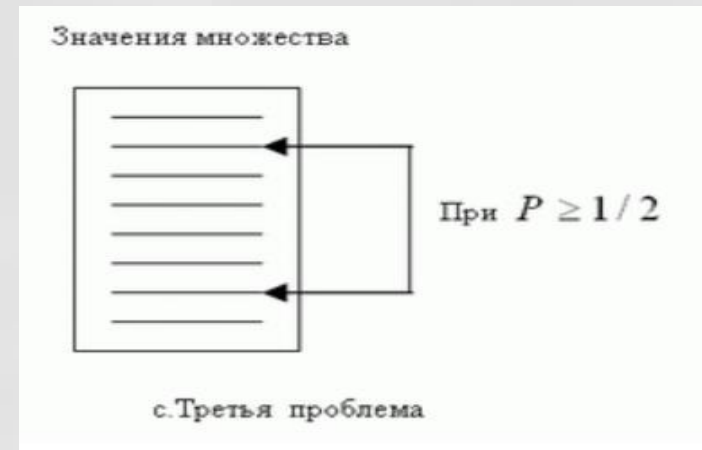 Значения множества
При P ≥ 1 / 2
с.Третья проблема